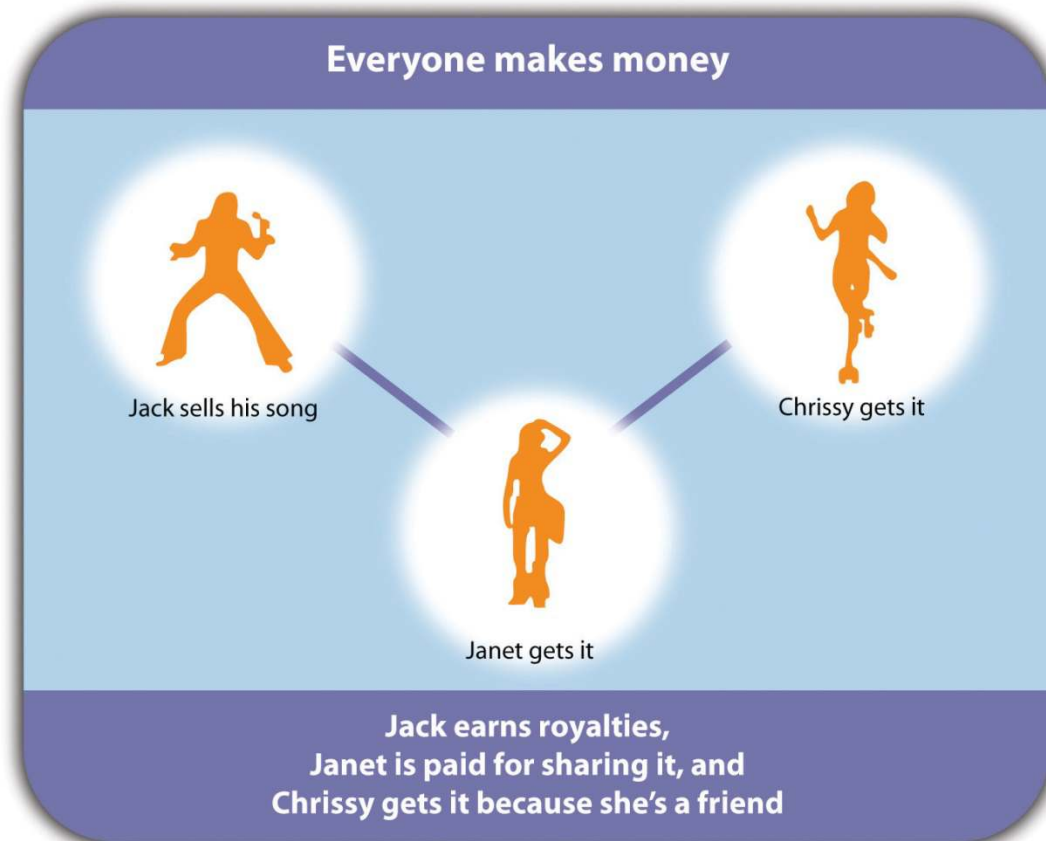 Everyone makes money
Jack sells his song
Chrissy gets it
Janet gets it
Jack earns royalties,
Janet is paid for sharing it, and
Chrissy gets it because she’s a friend